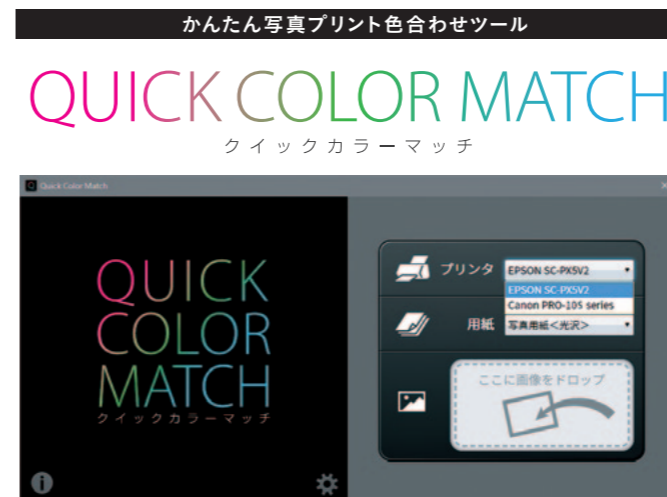 かんたん写真プリント色合わせツール
QUICK COLOR MATCH
クイックカラーマッチ
Quick Color Match
QUICK
COLOR
MATCH
クイックカラーマッチ
プリンタ
EPSON SC-PX5V2
EPSON SC-PX5V2
Canon PRO-10S series
用紙
写真用紙<光沢>
ここに画像をドロップ